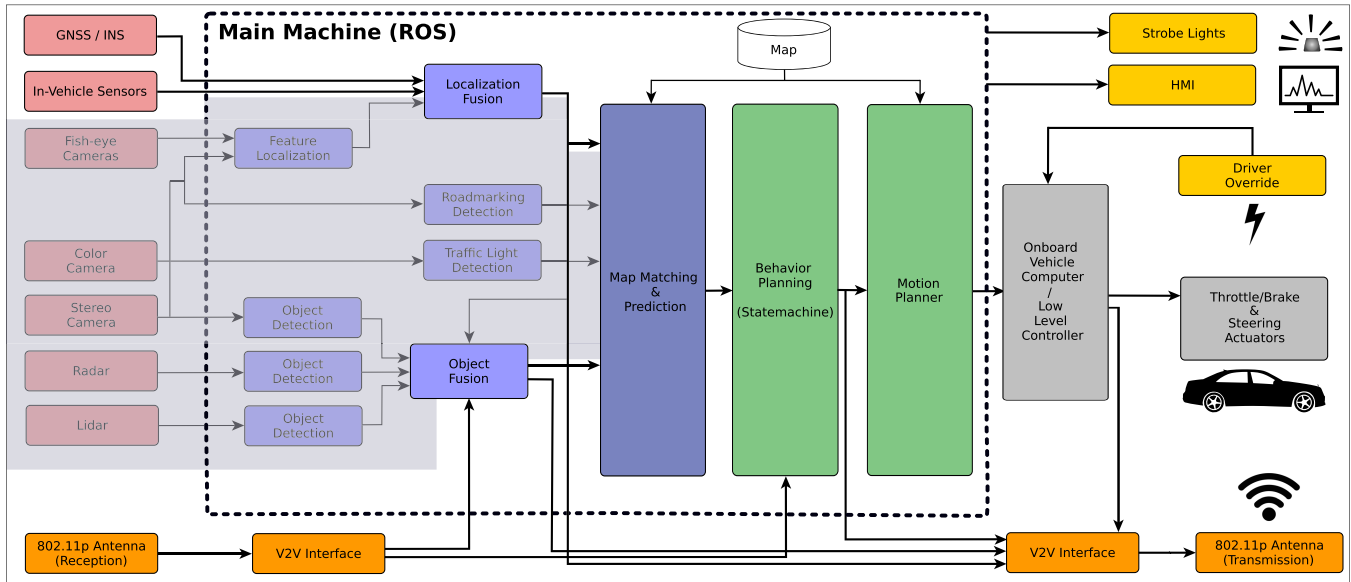 Main Machine (ROS)
GNSS / INS
In-Vehicle Sensors
Fish-eye
Cameras
Color
Camera
Stereo
Camera
Radar
Lidar
Feature
Localization
Localization
Fusion
Roadmarking
Detection
Traffic Light
Detection
Object
Detection
Object
Detection
Object
Detection
Object
Fusion
Map
Map Matching
&
Prediction
Behavior
Planning
(Statemachine)
Motion
Planner
Onboard
Vehicle
Computer
/
Low
Level
Controller
Strobe Lights
HMI
Driver
Override
Throttle/Brake
&
Steering
Actuators
802.11p Antenna
(Reception)
V2V Interface
V2V Interface
802.11p Antenna
(Transmission)